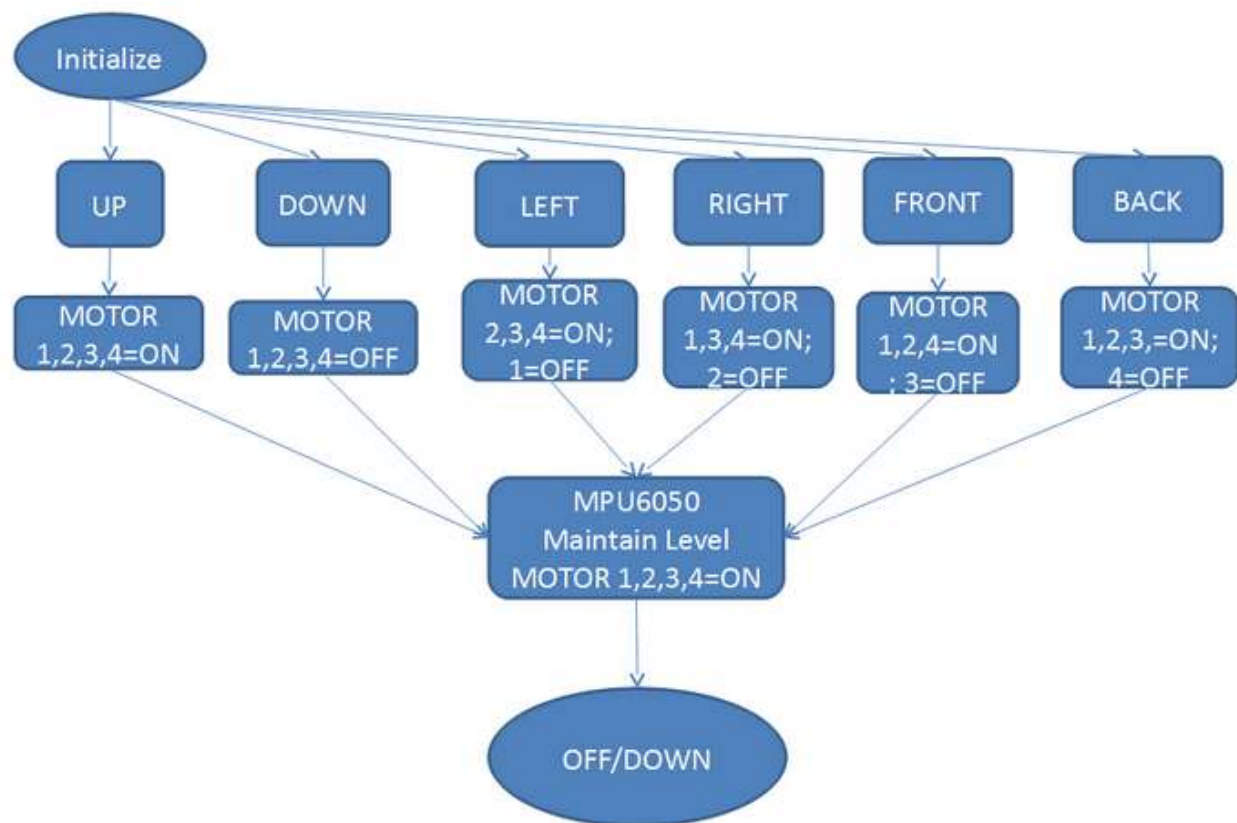 Initialize
UP
DOWN
LEFT
RIGHT
FRONT
BACK
MOTOR
1,2,3,4=ON
MOTOR
1,2,3,4=OFF
MOTOR
2,3,4=ON;
1=OFF
MOTOR
1,3,4=ON;
2=OFF
MOTOR
1,2,4=ON
; 3=OFF
MOTOR
1,2,3,=ON;
4=OFF
MPU6050
Maintain Level
MOTOR 1,2,3,4=ON
OFF/DOWN